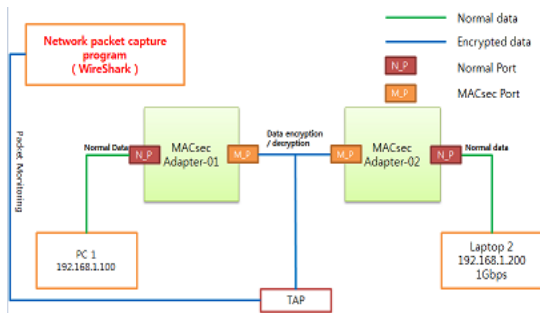 Network packet capture
program
( WireShark )
Normal data
Encrypted data
N_P
Normal Port
M_P
MACsec Port
Packet Monitoring
Normal Data
N_P
MACsec
Adapter-01
M_P
Data encryption
/ decryption
M_P
MACsec
Adapter-02
N_P
Normal data
PC 1
192.168.1.100
Laptop 2
192.168.1.200
1Gbps
TAP